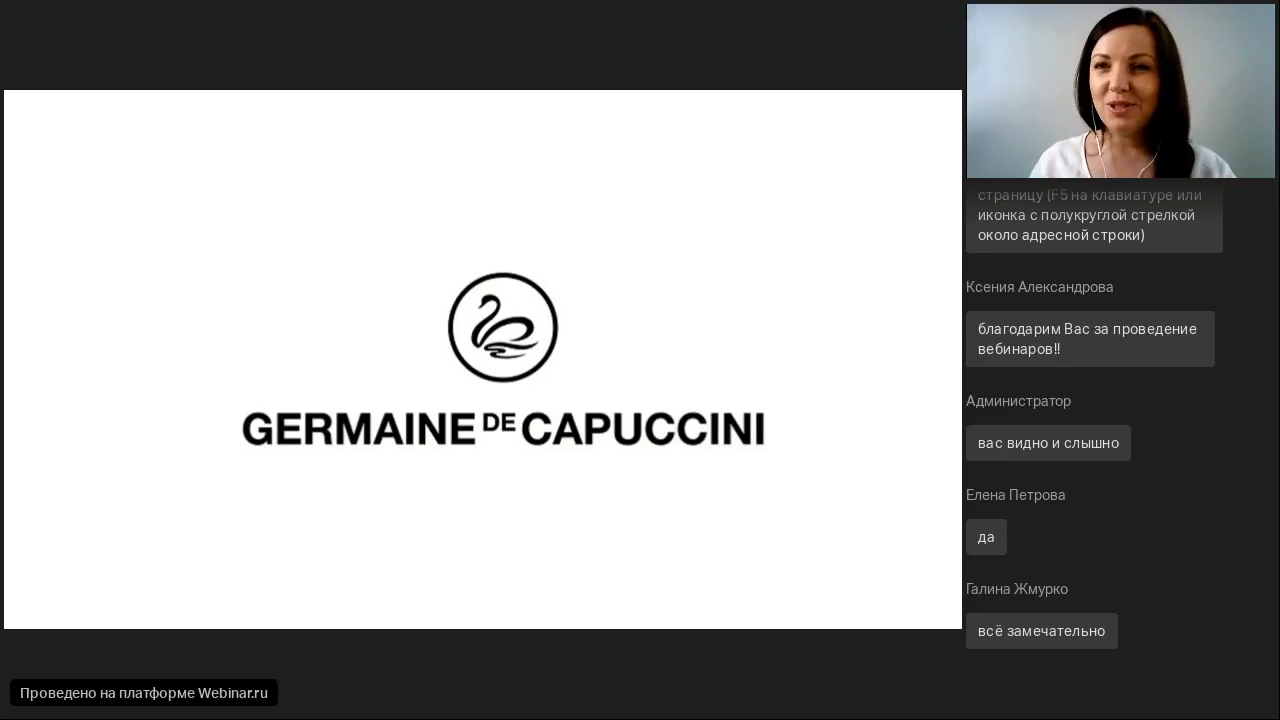 GERMAINE DE CAPUCCINI
страницу (F5 на клавиатуре или
иконка с полукруглой стрелкой
около адресной строки)
Ксения Александрова
благодарим Вас за проведение
вебинаров!!
Администратор
вас видно и слышно
Елена Петрова
да
Галина Жмурко
всё замечательно
Проведено на платформе Webinar.ru